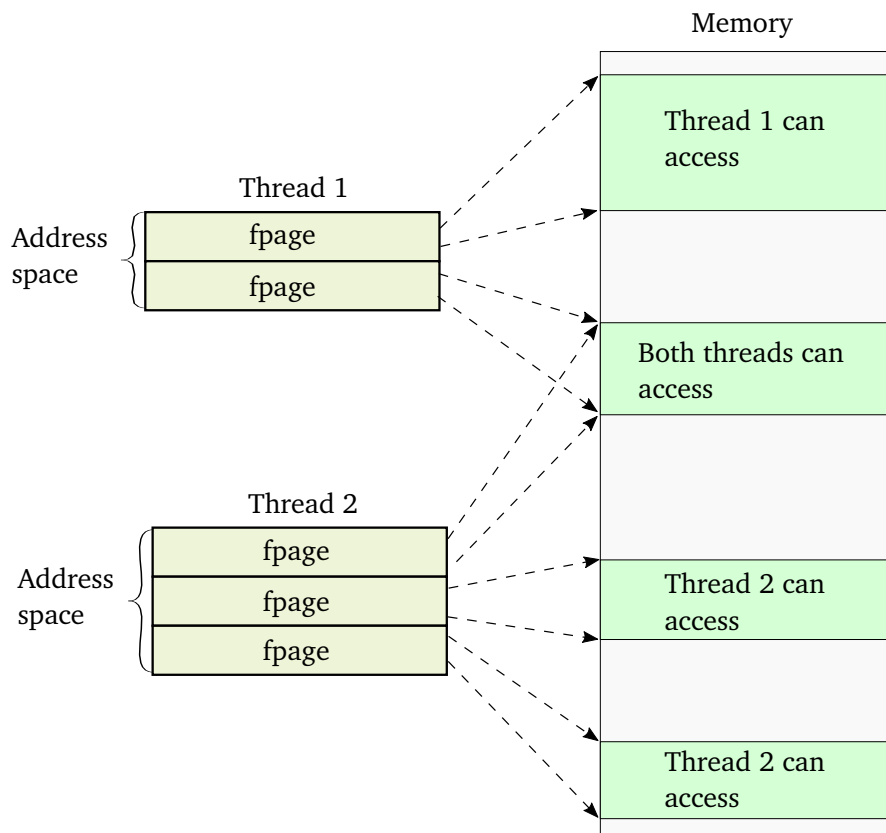 Memory
Thread 1 can
access
Thread 1
Address
space
fpage
fpage
Both threads can
access
Thread 2
Address
space
fpage
fpage
fpage
Thread 2 can
access
Thread 2 can
access